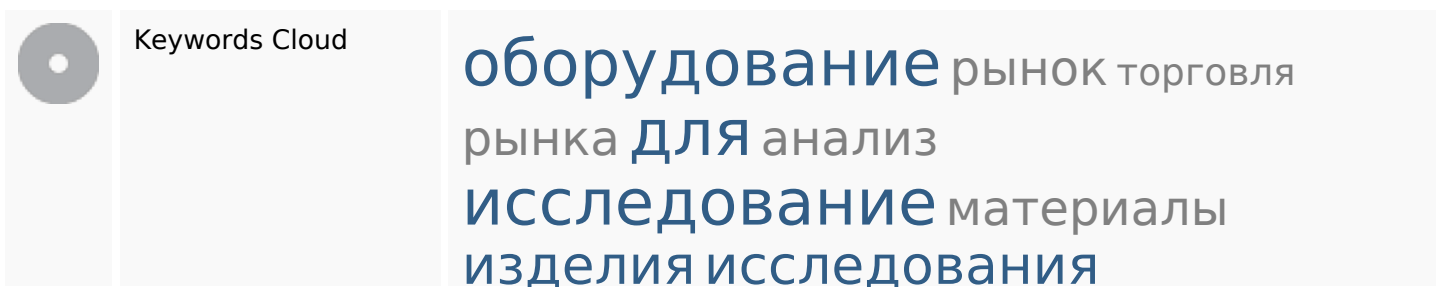 Keywords Cloud
оборудование рынок торговля
рынка для анализ
исследование материалы
изделия исследования